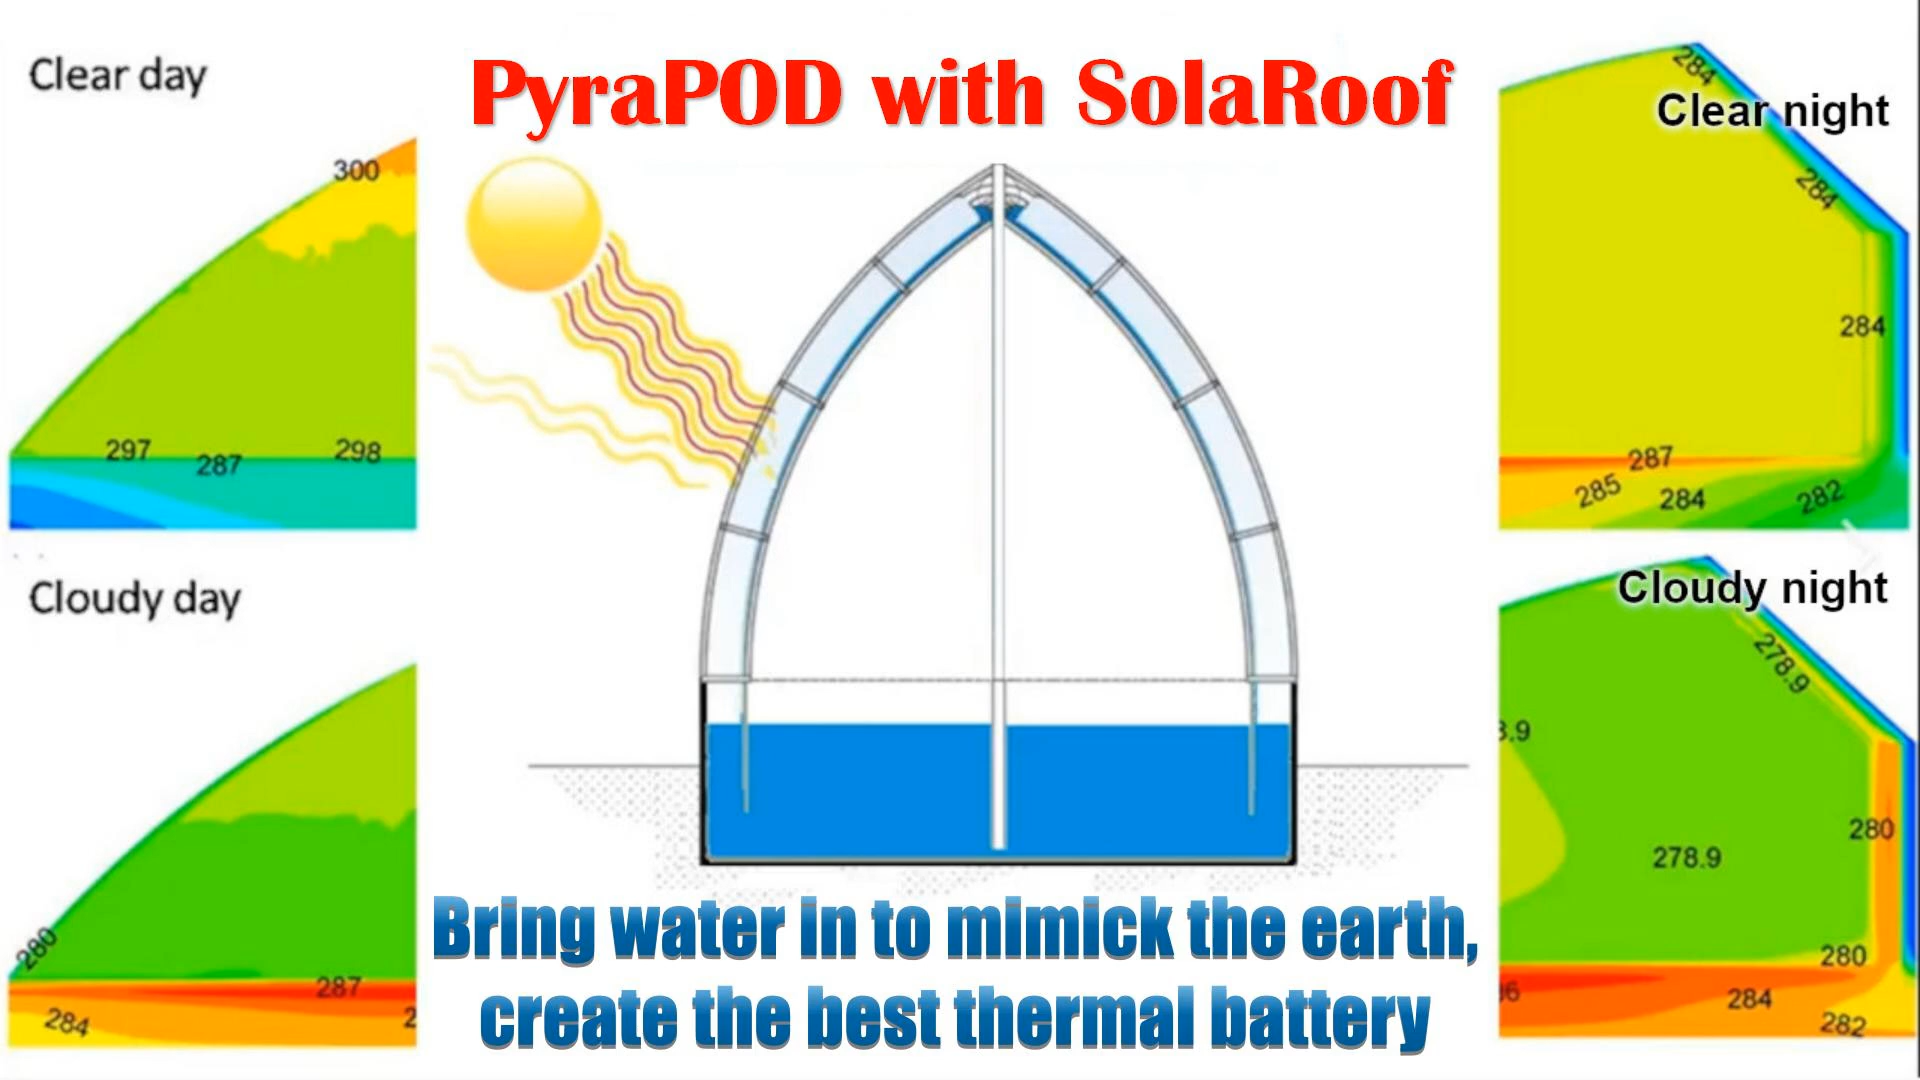 PyraPOD with SolaRoof
Clear day
300
297
287
298
Cloudy day
280
287
284
Clear night
284
284
284
287
285
284
282
Cloudy night
278.9
280
278.9
280
284
282
Bring water in to mimick the earth,
create the best thermal battery